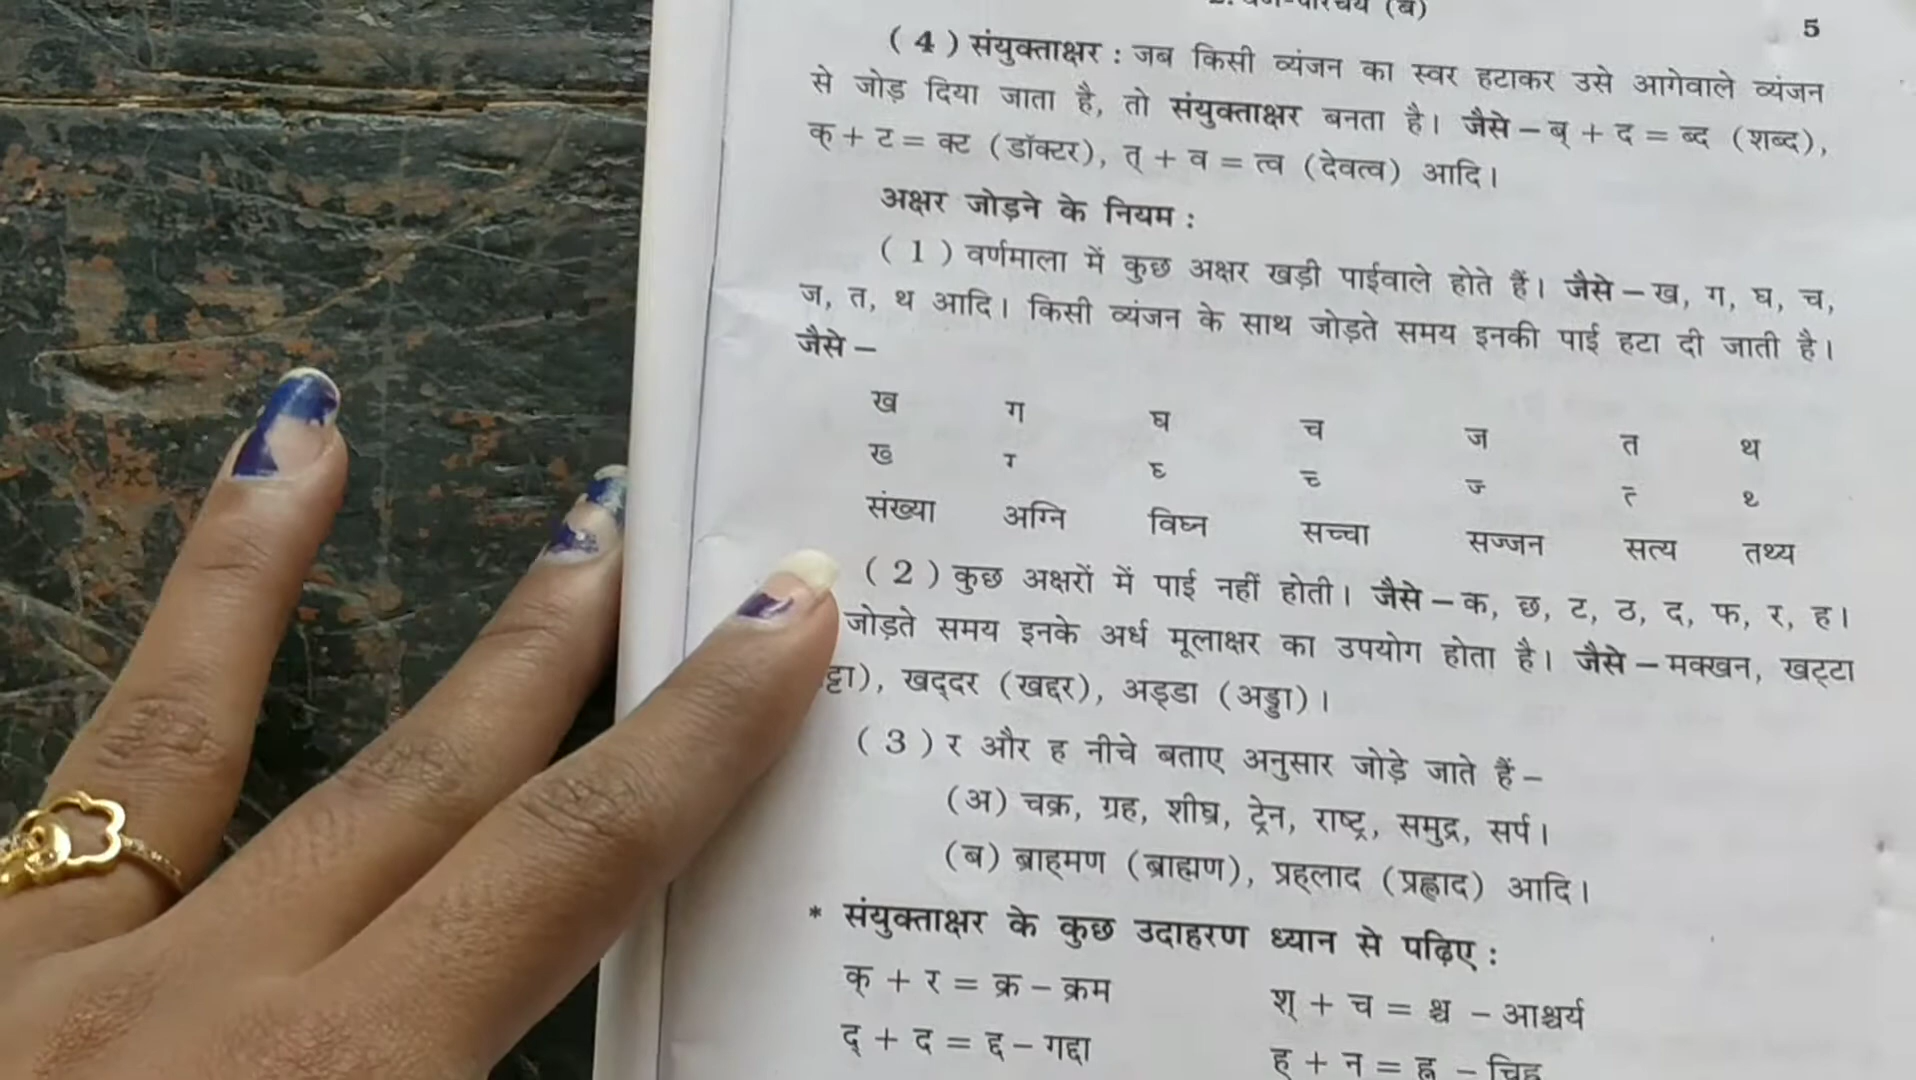 5
( 4 ) संयुक्ताक्षर : जब किसी व्यंजन का स्वर हटाकर उसे आगेवाले व्यंजन
से जोड़ दिया जाता है, तो संयुक्ताक्षर बनता है। जैसे – ब् + द = ब्द (शब्द),
क् + ट = क्ट (डॉक्टर), त् + व = त्व (देवत्व) आदि।
अक्षर जोड़ने के नियम :
( 1 ) वर्णमाला में कुछ अक्षर खड़ी पाईवाले होते हैं। जैसे – ख, ग, घ, च,
ज, त, थ आदि। किसी व्यंजन के साथ जोड़ते समय इनकी पाई हटा दी जाती है।
जैसे –
ख ग घ च ज त थ
ख्‍ ग्‍ घ्‍ च्‍ ज्‍ त्‍ थ्‍
संख्या अग्नि विघ्न सच्चा सज्जन सत्य तथ्य
( 2 ) कुछ अक्षरों में पाई नहीं होती। जैसे – क, छ, ट, ठ, द, फ, र, ह।
जोड़ते समय इनके अर्ध मूलाक्षर का उपयोग होता है। जैसे – मक्खन, खट्‌टा
ट्टा), खद्‌दर (खद्दर), अड्‌डा (अड्डा)।
( 3 ) र और ह नीचे बताए अनुसार जोड़े जाते हैं –
(अ) चक्र, ग्रह, शीघ्र, ट्रेन, राष्ट्र, समुद्र, सर्प।
(ब) ब्राह्‌मण (ब्राह्मण), प्रह्‌लाद (प्रह्लाद) आदि।
* संयुक्ताक्षर के कुछ उदाहरण ध्यान से पढ़िए :
क् + र = क्र – क्रम श् + च = श्च – आश्चर्य
द् + द = द्द – गद्दा ह् + न = ह्न – चिह्न